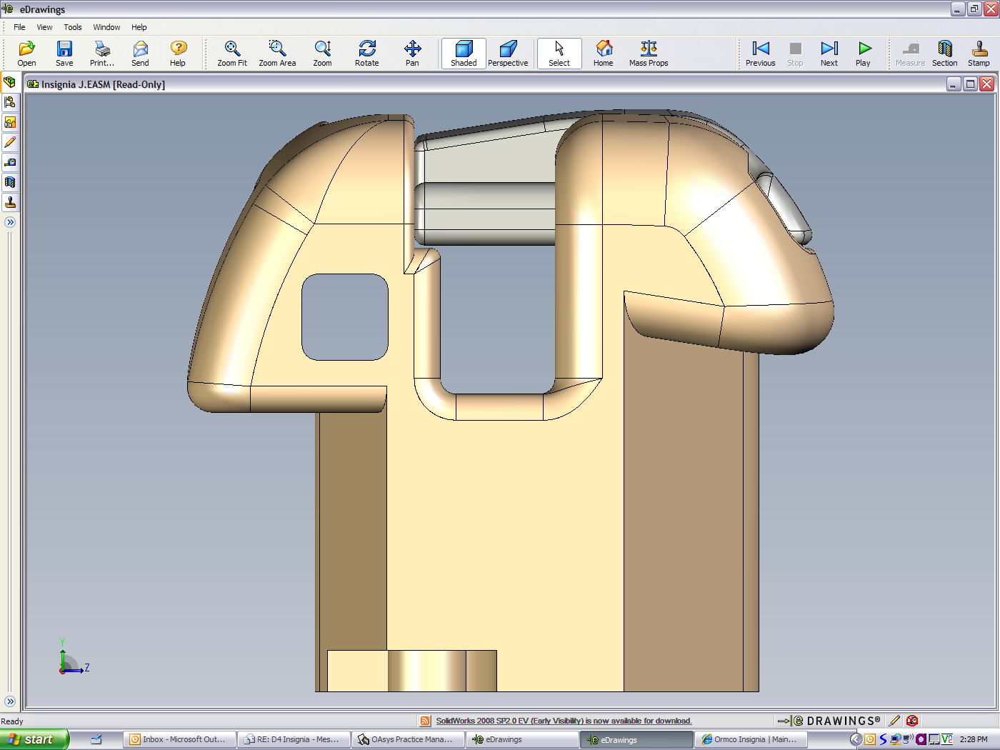 eDrawings
File View Tools Window Help
Open Save Print... Send Help Zoom Fit Zoom Area Zoom Rotate Pan Shaded Perspective Select Home Mass Props Previous Stop Next Play Measure Section Stamp
Insignia J.EASM [Read-Only]
Y
Z
Ready
SolidWorks 2008 SP2.0 EV (Early Visibility) is now available for download.
e DRAWINGS®
start
Inbox - Microsoft Out...
RE: D4 Insignia - Mes...
OAsys Practice Mana...
eDrawings
eDrawings
Ormco Insignia | Main...
2:28 PM